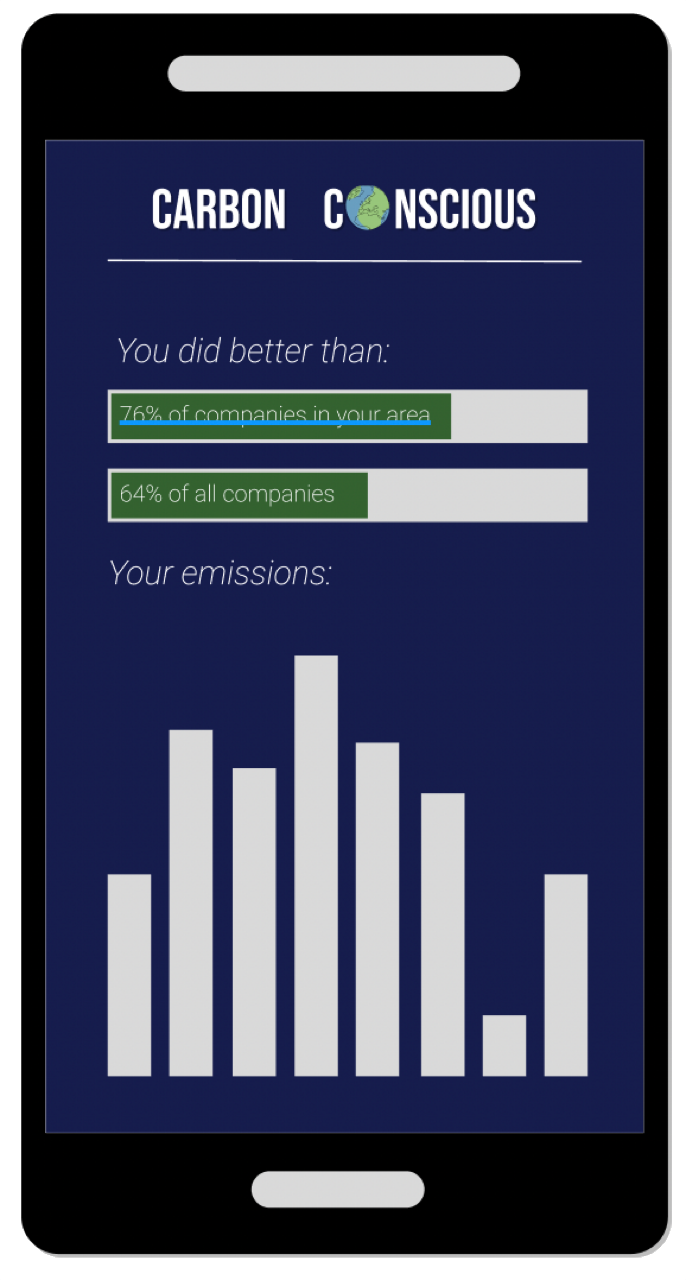 CARBON CONSCIOUS
You did better than:
76% of companies in your area
64% of all companies
Your emissions: